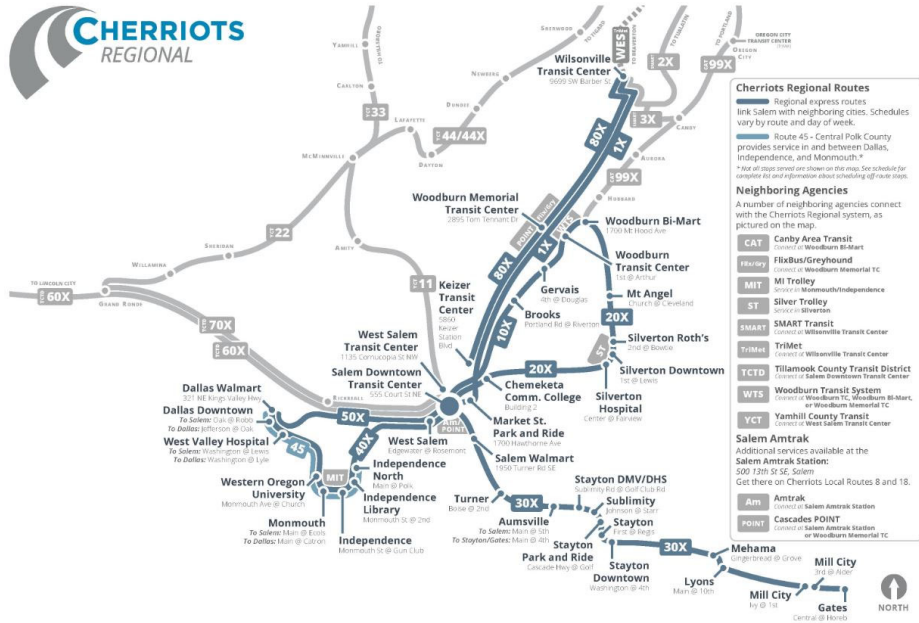 CHERRIOTS
REGIONAL
YAMHILL
CARLTON
YCT 33
LAFAYETTE
MCMINNVILLE
DAYTON
DUNDEE
NEWBERG
SHERWOOD
YCT 44/44X
TriMet WES
Wilsonville
Transit Center
9699 SW Barber St
2X
3X
CAT 99X
TO PORTLAND
OREGON CITY
TRANSIT CENTER
OREGON
CITY
CANBY
AURORA
CAT 99X
HUBBARD
80X
1X
Woodburn Memorial
Transit Center
2895 Tom Tennant Dr
POINT
Flix/Gry
WTS
Woodburn Bi-Mart
1700 Mt Hood Ave
Woodburn
Transit Center
1st @ Arthur
80X
1X
10X
Gervais
4th @ Douglas
Brooks
Portland Rd @ Riverton
Mt Angel
Church @ Cleveland
20X
Silverton Roth's
2nd @ Bowtie
ST
Silverton Downtown
1st @ Lewis
Silverton
Hospital
Center @ Fairview
YCT 22
SHERIDAN
WILLAMINA
AMITY
YCT 11
TO LINCOLN CITY
TCTD 60X
GRAND RONDE
TCTD 70X
TCTD 60X
RICKREALL
Keizer
Transit
Center
5860
Keizer
Station
Blvd
West Salem
Transit Center
1135 Cornucopia St NW
Salem Downtown
Transit Center
555 Court St NE
20X
Chemeketa
Comm. College
Building 2
Market St.
Park and Ride
1700 Hawthorne Ave
Am/
POINT
Salem Walmart
1950 Turner Rd SE
Dallas Walmart
321 NE Kings Valley Hwy
Dallas Downtown
To Salem: Oak @ Robb
To Dallas: Jefferson @ Oak
West Valley Hospital
To Salem: Washington @ Lewis
To Dallas: Washington @ Lyle
50X
45
40X
West Salem
Edgewater @ Rosemont
MIT
Western Oregon
University
Monmouth Ave @ Church
Independence
North
Main @ Polk
Independence
Library
Monmouth St @ 2nd
Monmouth
To Salem: Main @ Ecols
To Dallas: Main @ Catron
Independence
Monmouth St @ Gun Club
Turner
Boise @ 2nd
30X
Aumsville
To Salem: Main @ 5th
To Stayton/Gates: Main @ 4th
Stayton DMV/DHS
Sublimity Rd @ Golf Club Rd
Sublimity
Johnson @ Starr
Stayton
First @ Regis
Stayton
Park and Ride
Cascade Hwy @ Golf
Stayton
Downtown
Washington @ 4th
30X
Mehama
Gingerbread @ Grove
Lyons
Main @ 10th
Mill City
3rd @ Alder
Mill City
Ivy @ 1st
Gates
Central @ Horeb
Cherriots Regional Routes
Regional express routes
link Salem with neighboring cities. Schedules
vary by route and day of week.
Route 45 - Central Polk County
provides service in and between Dallas,
Independence, and Monmouth.*
* Not all stops served are shown on this map. See schedule for
complete list and information about scheduling off-route stops.
Neighboring Agencies
A number of neighboring agencies connect
with the Cherriots Regional system, as
pictured on the map.
CAT Canby Area Transit
Connect at Woodburn Bi-Mart
Flix/Gry FlixBus/Greyhound
Connect at Woodburn Memorial TC
MIT MI Trolley
Service in Monmouth/Independence
ST Silver Trolley
Service in Silverton
SMART SMART Transit
Connect at Wilsonville Transit Center
TriMet TriMet
Connect at Wilsonville Transit Center
TCTD Tillamook County Transit District
Connect at Salem Downtown Transit Center
WTS Woodburn Transit System
Connect at Woodburn TC, Woodburn Bi-Mart,
or Woodburn Memorial TC
YCT Yamhill County Transit
Connect at West Salem Transit Center
Salem Amtrak
Additional services available at the
Salem Amtrak Station:
500 13th St SE, Salem
Get there on Cherriots Local Routes 8 and 18.
Am Amtrak
Connect at Salem Amtrak Station
POINT Cascades POINT
Connect at Salem Amtrak Station
or Woodburn Memorial TC
NORTH